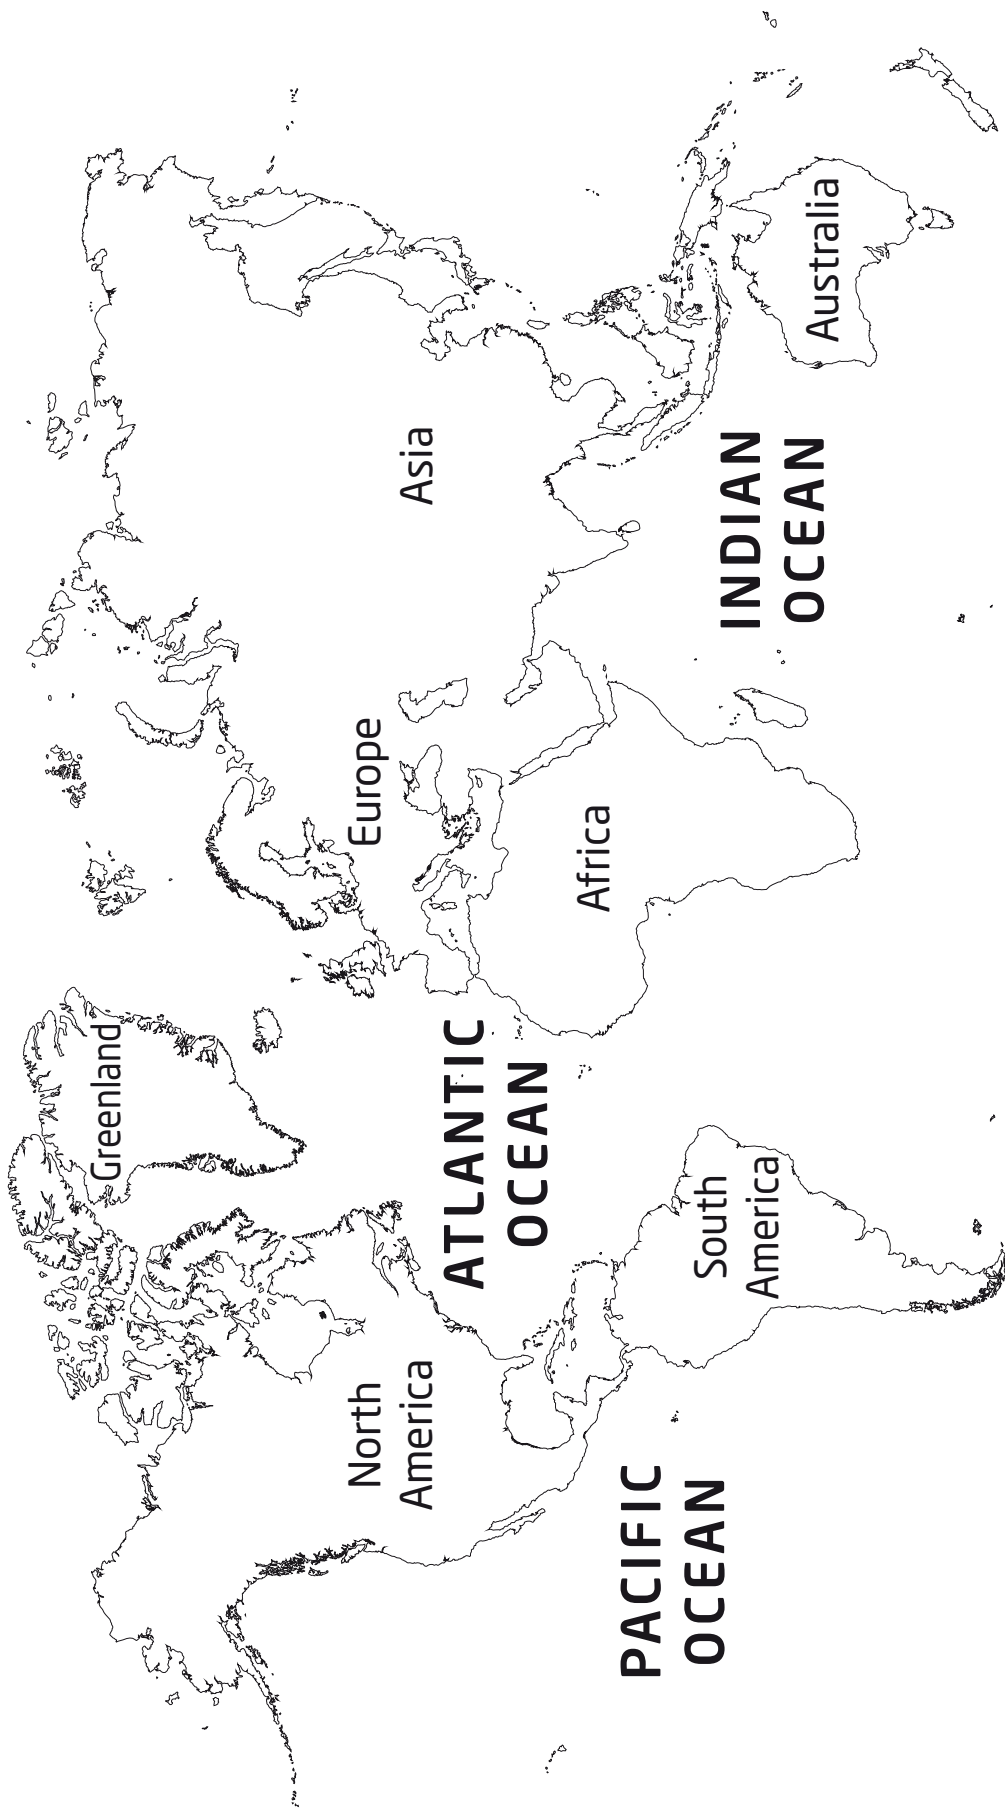 Greenland
North
America
Europe
Asia
ATLANTIC
OCEAN
Africa
PACIFIC
OCEAN
South
America
INDIAN
OCEAN
Australia